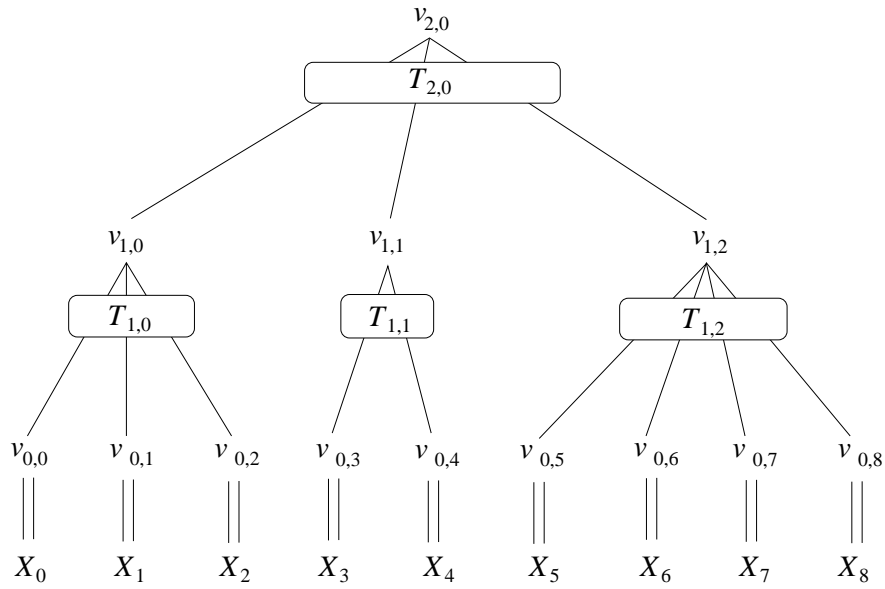 v2,0
T2,0
v1,0 v1,1 v1,2
T1,0 T1,1 T1,2
v0,0 v0,1 v0,2 v0,3 v0,4 v0,5 v0,6 v0,7 v0,8
X0 X1 X2 X3 X4 X5 X6 X7 X8